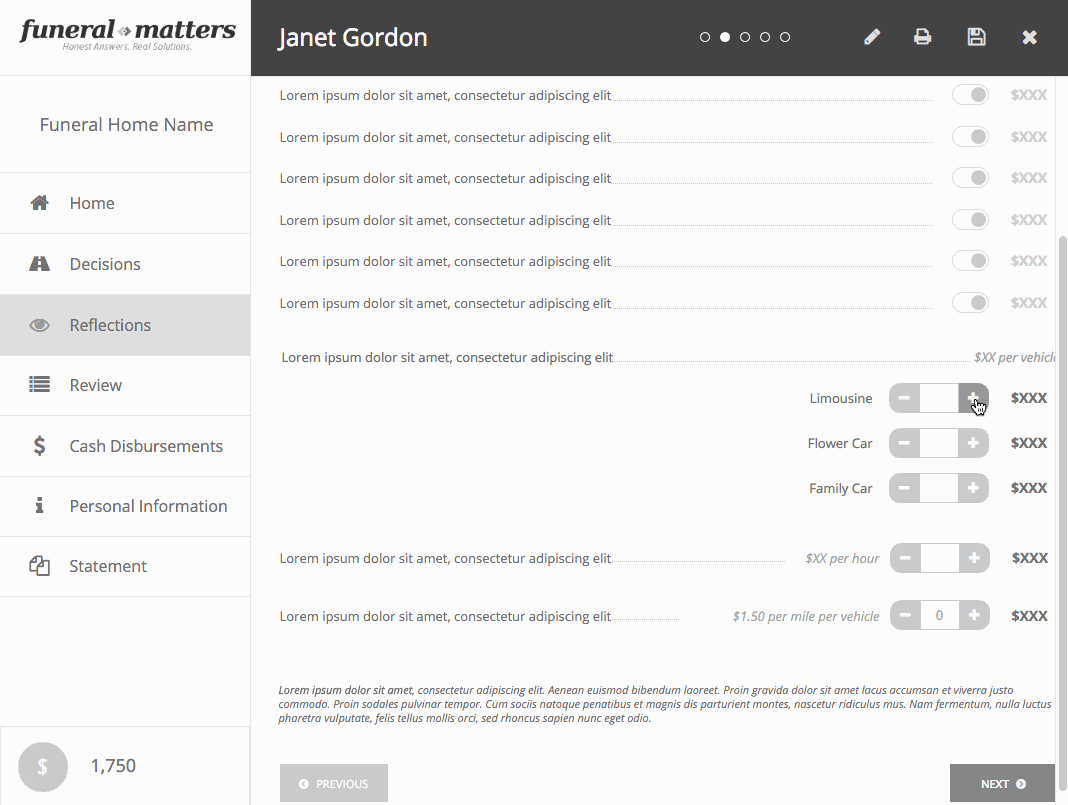 funeral matters
Honest Answers. Real Solutions.
Janet Gordon
Funeral Home Name
Home
Decisions
Reflections
Review
Cash Disbursements
Personal Information
Statement
$ 1,750
Lorem ipsum dolor sit amet, consectetur adipiscing elit $XXX
Lorem ipsum dolor sit amet, consectetur adipiscing elit $XXX
Lorem ipsum dolor sit amet, consectetur adipiscing elit $XXX
Lorem ipsum dolor sit amet, consectetur adipiscing elit $XXX
Lorem ipsum dolor sit amet, consectetur adipiscing elit $XXX
Lorem ipsum dolor sit amet, consectetur adipiscing elit $XXX
Lorem ipsum dolor sit amet, consectetur adipiscing elit $XX per vehicle
Limousine $XXX
Flower Car $XXX
Family Car $XXX
Lorem ipsum dolor sit amet, consectetur adipiscing elit $XX per hour $XXX
Lorem ipsum dolor sit amet, consectetur adipiscing elit $1.50 per mile per vehicle 0 $XXX
Lorem ipsum dolor sit amet, consectetur adipiscing elit. Aenean euismod bibendum laoreet. Proin gravida dolor sit amet lacus accumsan et viverra justo
commodo. Proin sodales pulvinar tempor. Cum sociis natoque penatibus et magnis dis parturient montes, nascetur ridiculus mus. Nam fermentum, nulla luctus
pharetra vulputate, felis tellus mollis orci, sed rhoncus sapien nunc eget odio.
PREVIOUS
NEXT